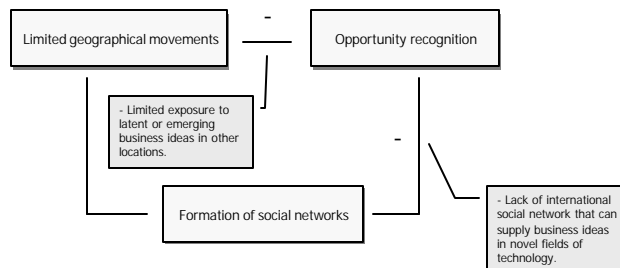 -
Limited geographical movements
Opportunity recognition
- Limited exposure to
latent or emerging
business ideas in other
locations.
-
Formation of social networks
- Lack of international
social network that can
supply business ideas
in novel fields of
technology.